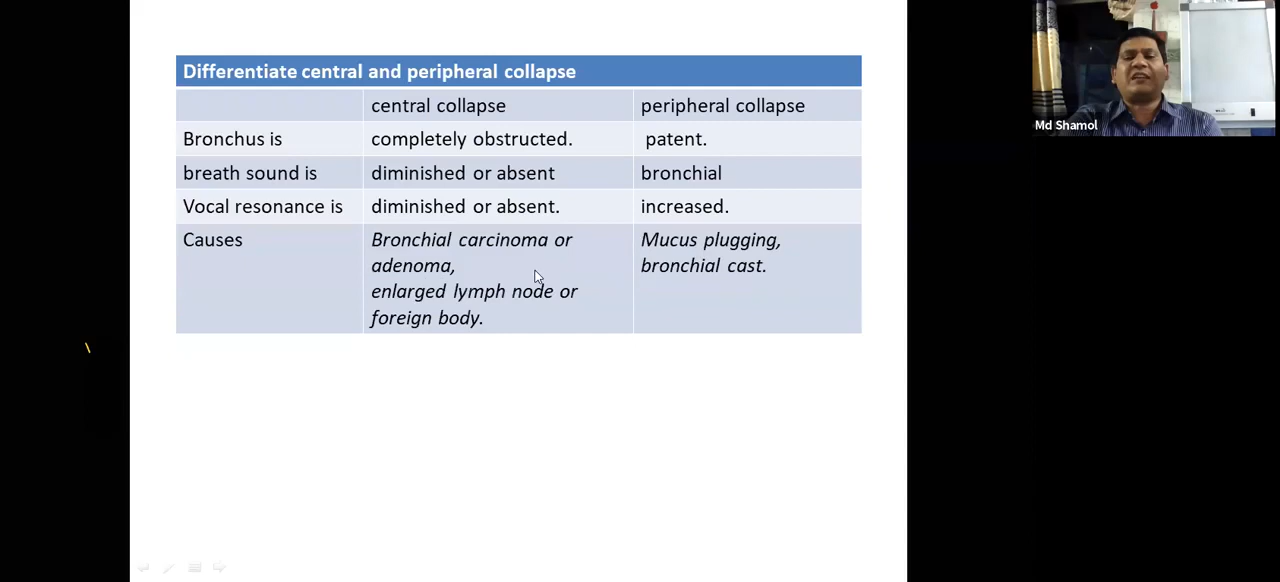 Differentiate central and peripheral collapse
central collapse peripheral collapse
Bronchus is completely obstructed. patent.
breath sound is diminished or absent bronchial
Vocal resonance is diminished or absent. increased.
Causes Bronchial carcinoma or Mucus plugging,
adenoma, bronchial cast.
enlarged lymph node or
foreign body.
Md Shamol